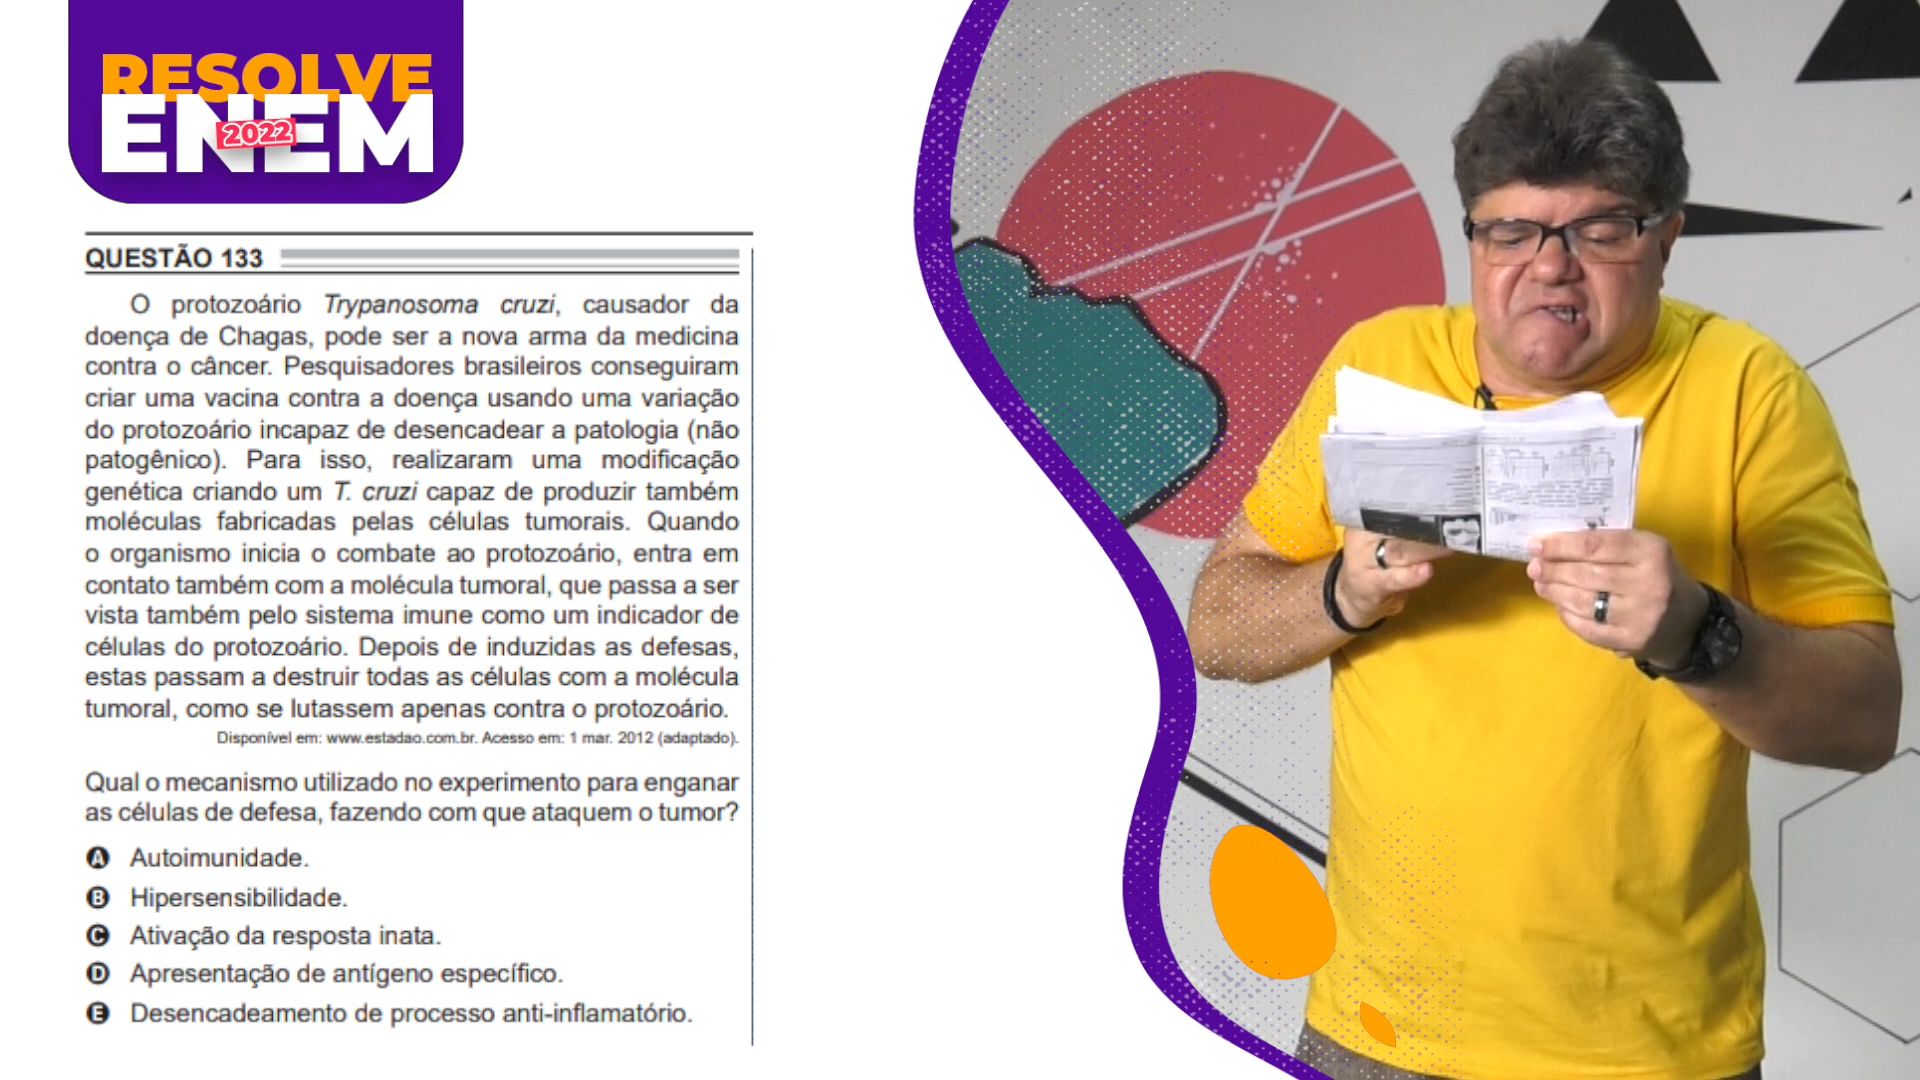 RESOLVE
ENEM
2022
QUESTÃO 133
O protozoário Trypanosoma cruzi, causador da
doença de Chagas, pode ser a nova arma da medicina
contra o câncer. Pesquisadores brasileiros conseguiram
criar uma vacina contra a doença usando uma variação
do protozoário incapaz de desencadear a patologia (não
patogênico). Para isso, realizaram uma modificação
genética criando um T. cruzi capaz de produzir também
moléculas fabricadas pelas células tumorais. Quando
o organismo inicia o combate ao protozoário, entra em
contato também com a molécula tumoral, que passa a ser
vista também pelo sistema imune como um indicador de
células do protozoário. Depois de induzidas as defesas,
estas passam a destruir todas as células com a molécula
tumoral, como se lutassem apenas contra o protozoário.
Disponível em: www.estadao.com.br. Acesso em: 1 mar. 2012 (adaptado).
Qual o mecanismo utilizado no experimento para enganar
as células de defesa, fazendo com que ataquem o tumor?
A Autoimunidade.
B Hipersensibilidade.
C Ativação da resposta inata.
D Apresentação de antígeno específico.
E Desencadeamento de processo anti-inflamatório.